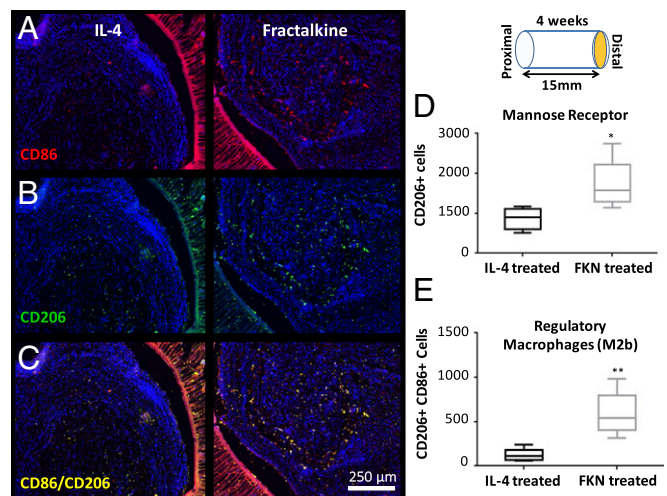 A
IL-4
Fractalkine
CD86
B
CD206
C
CD86/CD206
250 µm
4 weeks
Proximal
Distal
15mm
D
Mannose Receptor
CD206+ cells
3000
2000
1500
0
*
IL-4 treated
FKN treated
E
Regulatory
Macrophages (M2b)
CD206+ CD86+ Cells
1500
1000
500
0
**
IL-4 treated
FKN treated